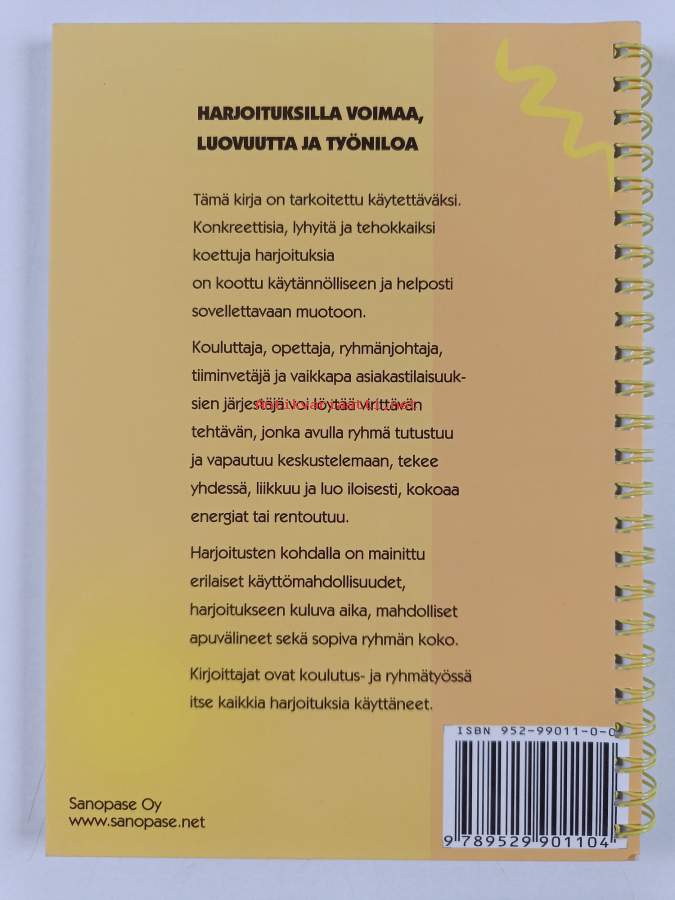 HARJOITUKSILLA VOIMAA,
LUOVUUTTA JA TYÖNILOA
Tämä kirja on tarkoitettu käytettäväksi.
Konkreettisia, lyhyitä ja tehokkaiksi
koettuja harjoituksia
on koottu käytännölliseen ja helposti
sovellettavaan muotoon.
Kouluttaja, opettaja, ryhmänjohtaja,
tiiminvetäjä ja vaikkapa asiakastilaisuuk-
sien järjestäjä voi löytää virittävän
tehtävän, jonka avulla ryhmä tutustuu
ja vapautuu keskustelemaan, tekee
yhdessä, liikkuu ja luo iloisesti, kokoaa
energiat tai rentoutuu.
Harjoitusten kohdalla on mainittu
erilaiset käyttömahdollisuudet,
harjoitukseen kuluva aika, mahdolliset
apuvälineet sekä sopiva ryhmän koko.
Kirjoittajat ovat koulutus- ja ryhmätyössä
itse kaikkia harjoituksia käyttäneet.
ISBN 952-99011-0-0
9 789529 901104
Sanopase Oy
www.sanopase.net